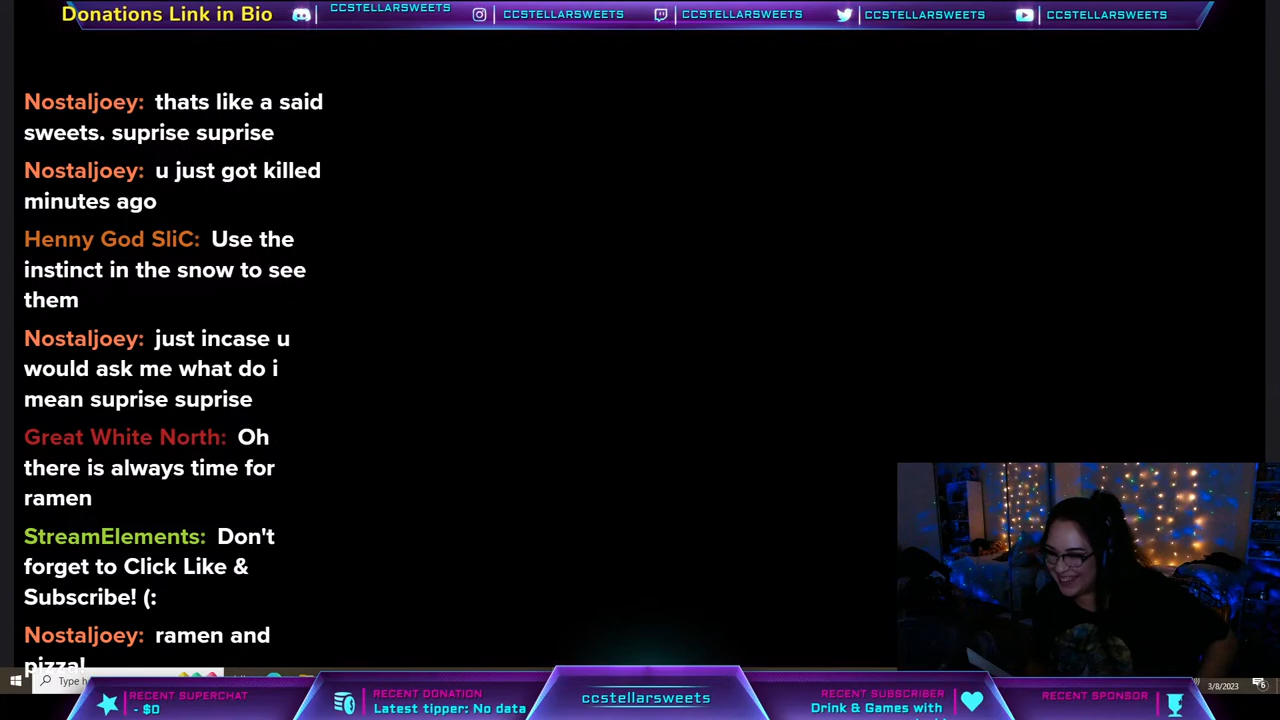 Donations Link in Bio
CCSTELLARSWEETS
CCSTELLARSWEETS
CCSTELLARSWEETS
CCSTELLARSWEETS
CCSTELLARSWEETS
Nostaljoey: thats like a said
sweets. suprise suprise
Nostaljoey: u just got killed
minutes ago
Henny God SliC: Use the
instinct in the snow to see
them
Nostaljoey: just incase u
would ask me what do i
mean suprise suprise
Great White North: Oh
there is always time for
ramen
StreamElements: Don't
forget to Click Like &
Subscribe! (:
Nostaljoey: ramen and
pizza!
Type h
3/8/2023
RECENT SUPERCHAT
- $0
RECENT DONATION
Latest tipper: No data
ccstellarsweets
RECENT SUBSCRIBER
Drink & Games with
RECENT SPONSOR